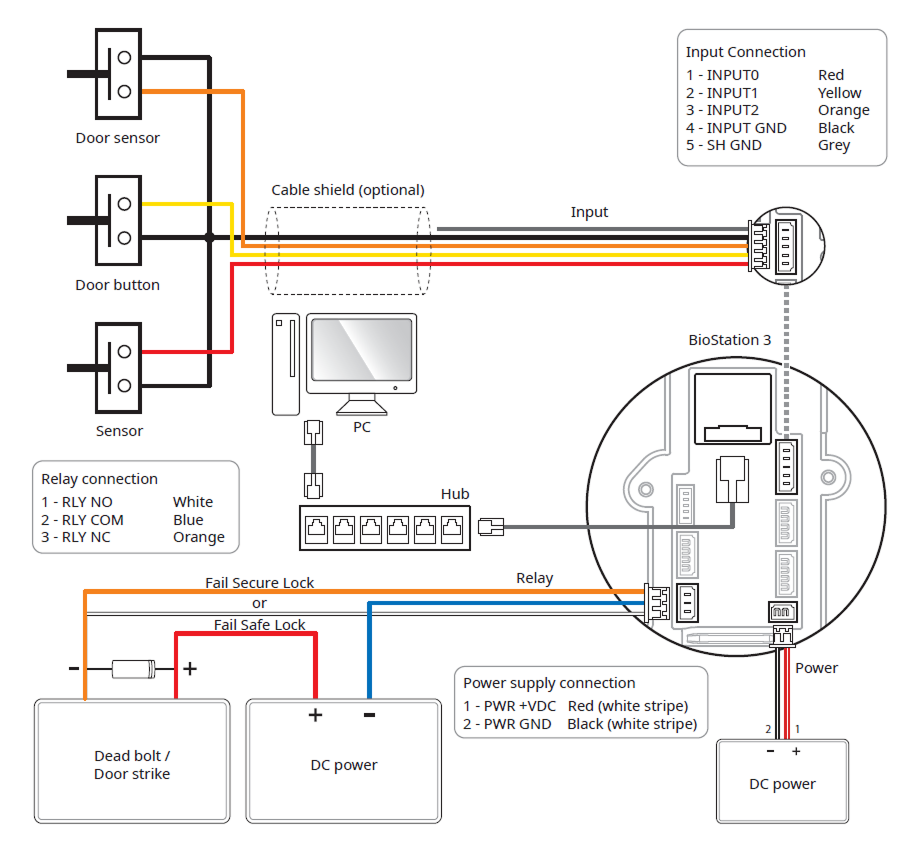 Door sensor
Door button
Sensor
Cable shield (optional)
Input
Input Connection
1 - INPUT0 Red
2 - INPUT1 Yellow
3 - INPUT2 Orange
4 - INPUT GND Black
5 - SH GND Grey
BioStation 3
PC
Hub
Relay connection
1 - RLY NO White
2 - RLY COM Blue
3 - RLY NC Orange
Fail Secure Lock
or
Fail Safe Lock
Relay
- +
+ -
Dead bolt /
Door strike
DC power
Power supply connection
1 - PWR +VDC Red (white stripe)
2 - PWR GND Black (white stripe)
Power
2 1
- +
DC power